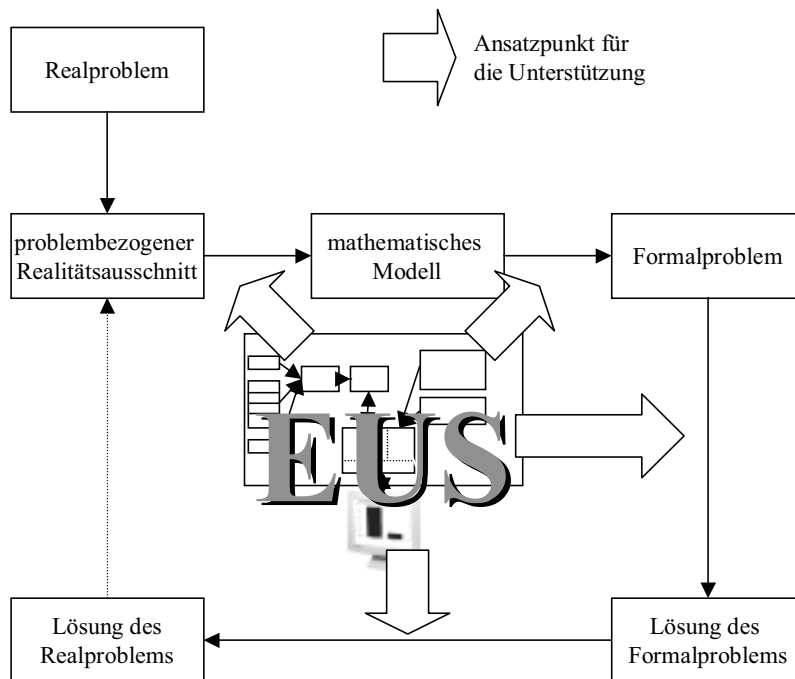 Realproblem
Ansatzpunkt für
die Unterstützung
problembezogener
Realitätsausschnitt
mathematisches
Modell
Formalproblem
EUS
Lösung des
Realproblems
Lösung des
Formalproblems